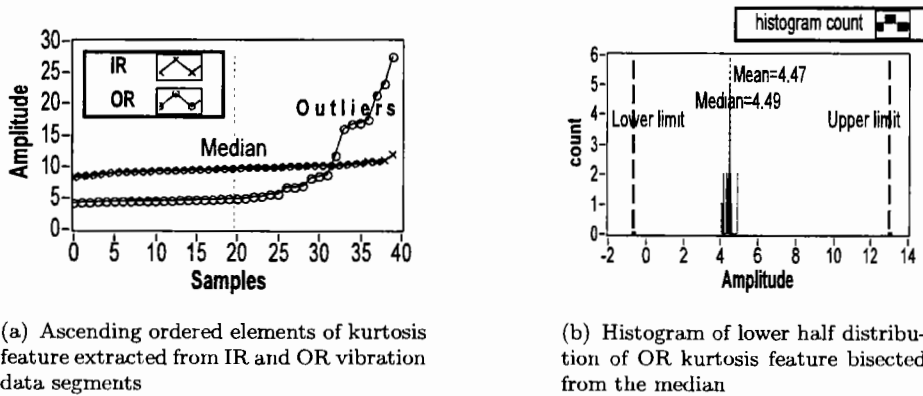 30
25
20
15
10
5
0
Amplitude
IR
OR
Outliers
Median
0 5 10 15 20 25 30 35 40
Samples
(a) Ascending ordered elements of kurtosis
feature extracted from IR and OR vibration
data segments
histogram count
6
5
4
3
2
1
0
count
Mean=4.47
Median=4.49
Lower limit
Upper limit
-2 0 2 4 6 8 10 12 14
Amplitude
(b) Histogram of lower half distribu-
tion of OR kurtosis feature bisected
from the median